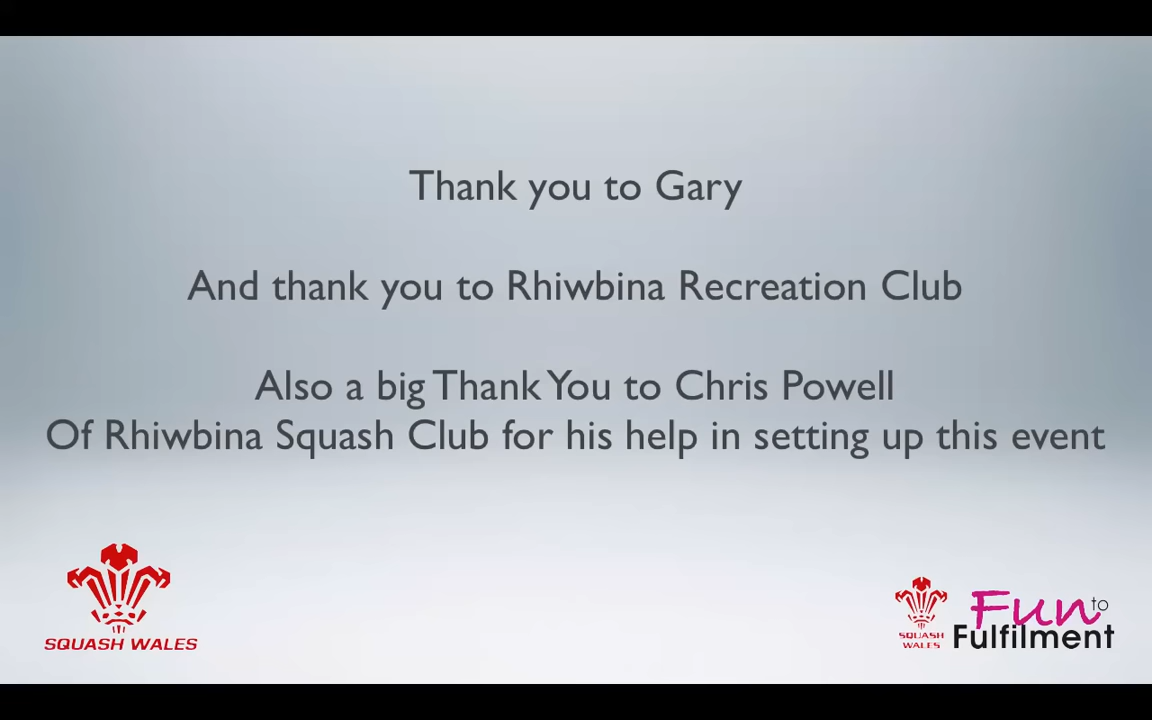 Thank you to Gary
And thank you to Rhiwbina Recreation Club
Also a big Thank You to Chris Powell
Of Rhiwbina Squash Club for his help in setting up this event
SQUASH WALES
SQUASH
WALES
Fun to
Fulfilment